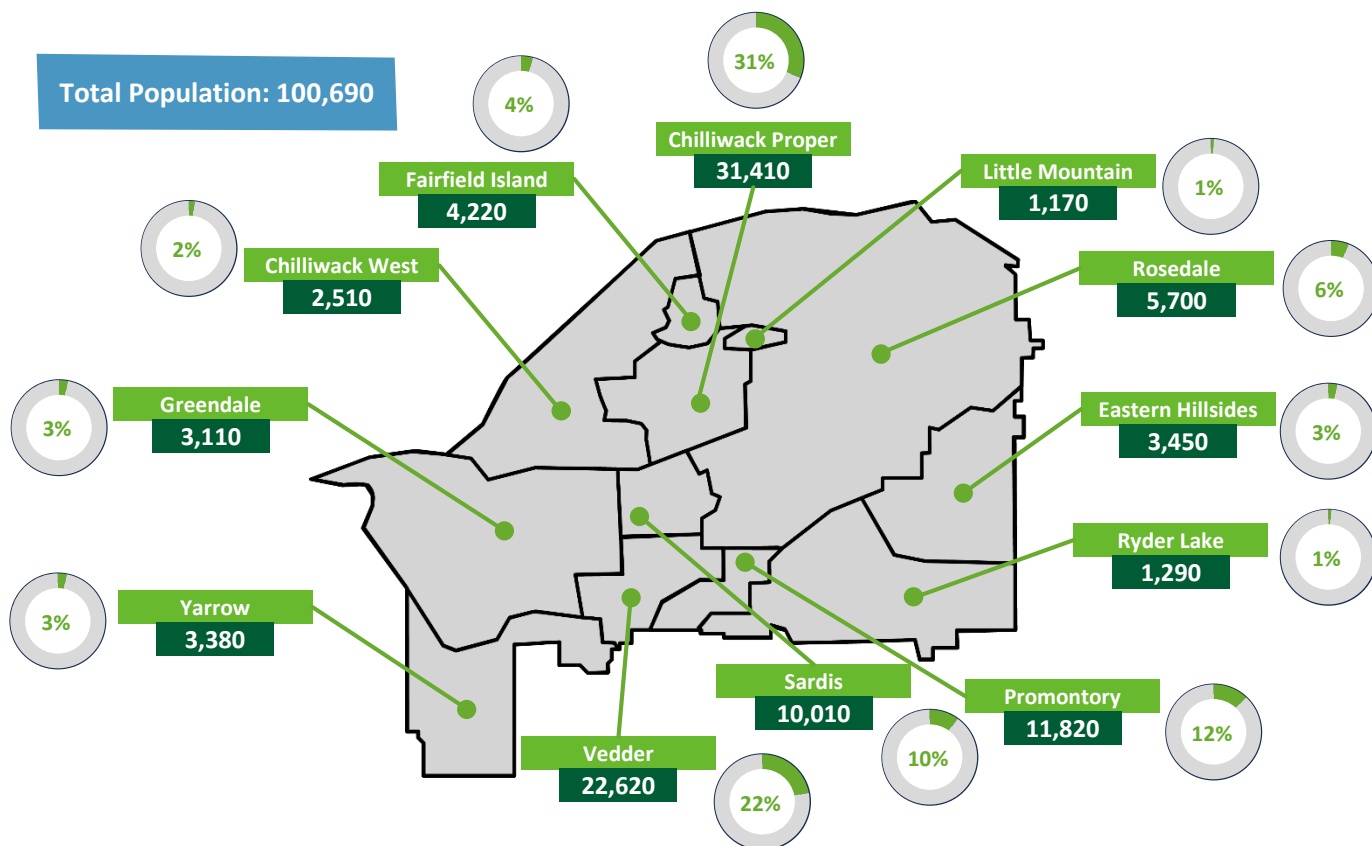 Total Population: 100,690
31%
4%
Chilliwack Proper
31,410
Little Mountain
1,170
1%
Fairfield Island
4,220
2%
Chilliwack West
2,510
Rosedale
5,700
6%
3%
Greendale
3,110
Eastern Hillsides
3,450
3%
Ryder Lake
1,290
1%
3%
Yarrow
3,380
Sardis
10,010
10%
Promontory
11,820
12%
Vedder
22,620
22%